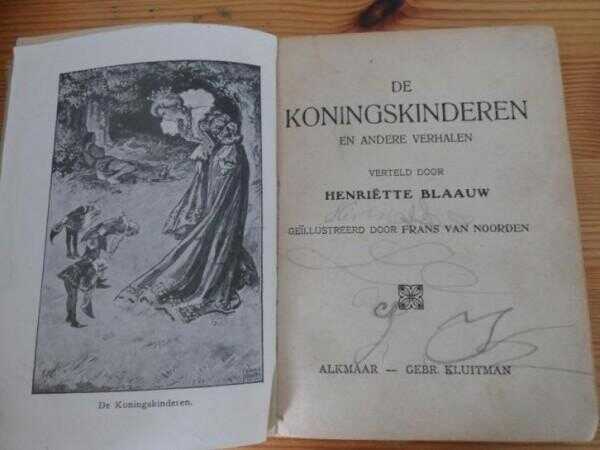 De Koningskinderen.
DE
KONINGSKINDEREN
EN ANDERE VERHALEN
VERTELD DOOR
HENRIËTTE BLAAUW
GEÏLLUSTREERD DOOR FRANS VAN NOORDEN
ALKMAAR — GEBR. KLUITMAN